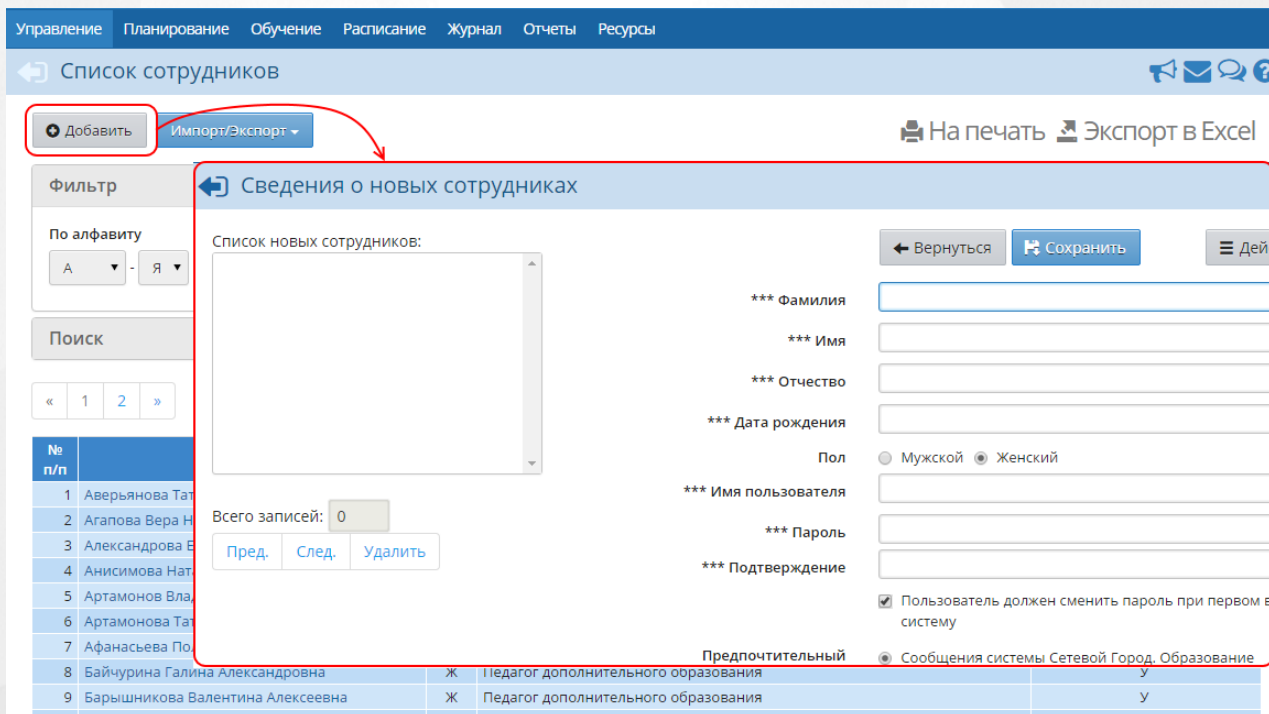 Управление Планирование Обучение Расписание Журнал Отчеты Ресурсы
Список сотрудников
Добавить Импорт/Экспорт На печать Экспорт в Excel
Фильтр
По алфавиту
А - Я
Поиск
« 1 2 »
№
п/п
1 Аверьянова Тат
2 Агапова Вера Н
3 Александрова Е
4 Анисимова Ната
5 Артамонов Влад
6 Артамонова Тат
7 Афанасьева Пол
8 Байчурина Галина Александровна Ж Педагог дополнительного образования У
9 Барышникова Валентина Алексеевна Ж Педагог дополнительного образования У
Сведения о новых сотрудниках
Список новых сотрудников:
Всего записей: 0
Пред. След. Удалить
Вернуться Сохранить Дей
*** Фамилия
*** Имя
*** Отчество
*** Дата рождения
Пол Мужской Женский
*** Имя пользователя
*** Пароль
*** Подтверждение
Пользователь должен сменить пароль при первом в
систему
Предпочтительный Сообщения системы Сетевой Город. Образование